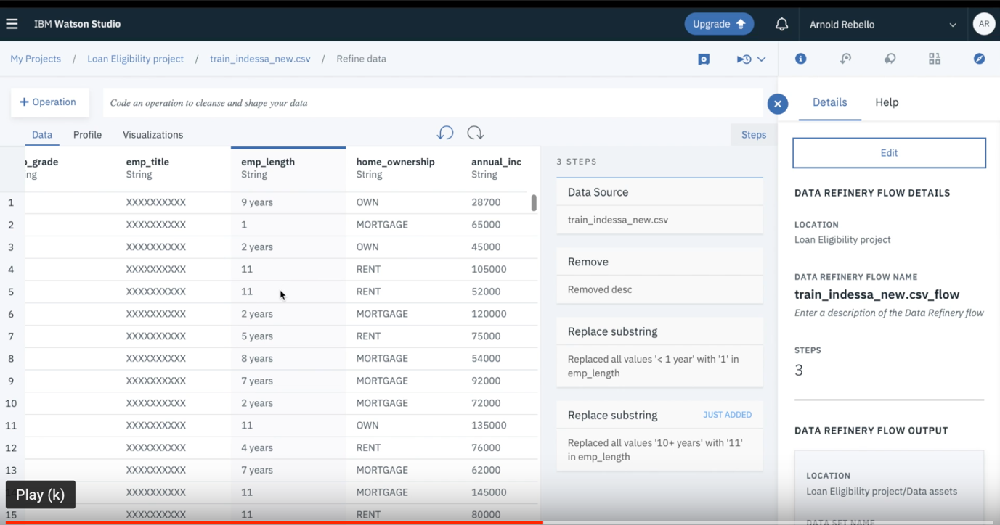 IBM Watson Studio
Upgrade
Arnold Rebello
AR
My Projects / Loan Eligibility project / train_indessa_new.csv / Refine data
+ Operation
Code an operation to cleanse and shape your data
Data Profile Visualizations
Steps
emp_title emp_length home_ownership annual_inc
String String String String
1 XXXXXXXXXX 9 years OWN 28700
2 XXXXXXXXXX 1 MORTGAGE 65000
3 XXXXXXXXXX 2 years OWN 45000
4 XXXXXXXXXX 11 RENT 105000
5 XXXXXXXXXX 11 RENT 52000
6 XXXXXXXXXX 2 years MORTGAGE 120000
7 XXXXXXXXXX 5 years RENT 75000
8 XXXXXXXXXX 8 years MORTGAGE 54000
9 XXXXXXXXXX 7 years MORTGAGE 92000
10 XXXXXXXXXX 2 years MORTGAGE 72000
11 XXXXXXXXXX 11 OWN 135000
12 XXXXXXXXXX 4 years RENT 76000
13 XXXXXXXXXX 7 years MORTGAGE 62000
XXXXXXXXXX 11 MORTGAGE 145000
15 XXXXXXXXXX 11 RENT 80000
Play (k)
3 STEPS
Data Source
train_indessa_new.csv
Remove
Removed desc
Replace substring
Replaced all values '< 1 year' with '1' in
emp_length
Replace substring JUST ADDED
Replaced all values '10+ years' with '11'
in emp_length
Details Help
Edit
DATA REFINERY FLOW DETAILS
LOCATION
Loan Eligibility project
DATA REFINERY FLOW NAME
train_indessa_new.csv_flow
Enter a description of the Data Refinery flow
STEPS
3
DATA REFINERY FLOW OUTPUT
LOCATION
Loan Eligibility project/Data assets
DATA SET NAME